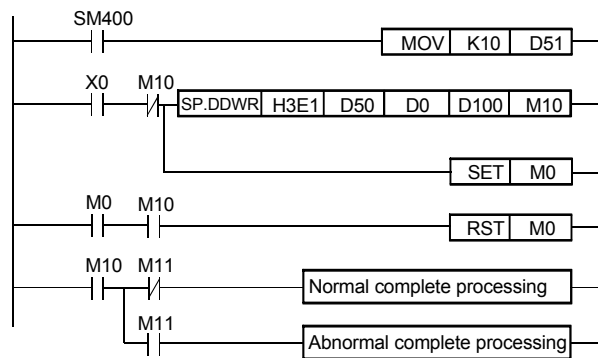 SM400
MOV K10 D51
X0 M10
SP.DDWR H3E1 D50 D0 D100 M10
SET M0
M0 M10
RST M0
M10 M11
Normal complete processing
M11
Abnormal complete processing